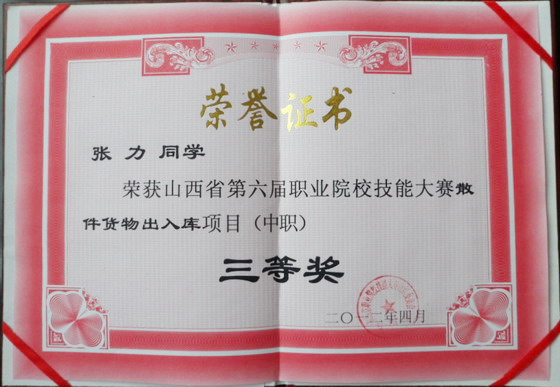 荣誉证书
张 力 同学
荣获山西省第六届职业院校技能大赛散
件货物出入库项目(中职)
三等奖
二〇一二年四月